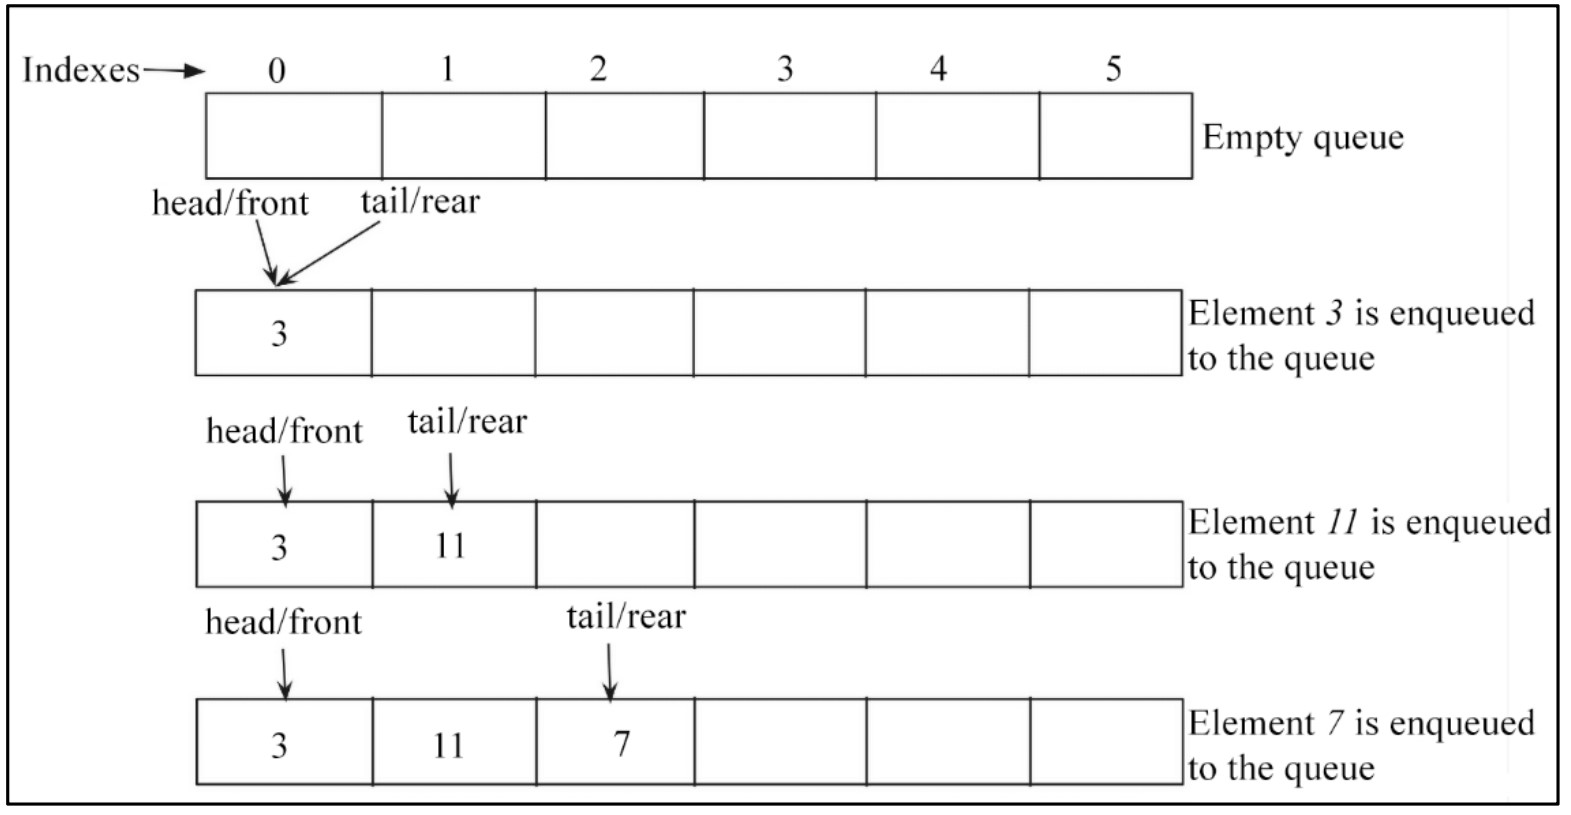 Indexes 0 1 2 3 4 5
Empty queue
head/front tail/rear
3
Element 3 is enqueued
to the queue
head/front tail/rear
3 11
Element 11 is enqueued
to the queue
head/front tail/rear
3 11 7
Element 7 is enqueued
to the queue